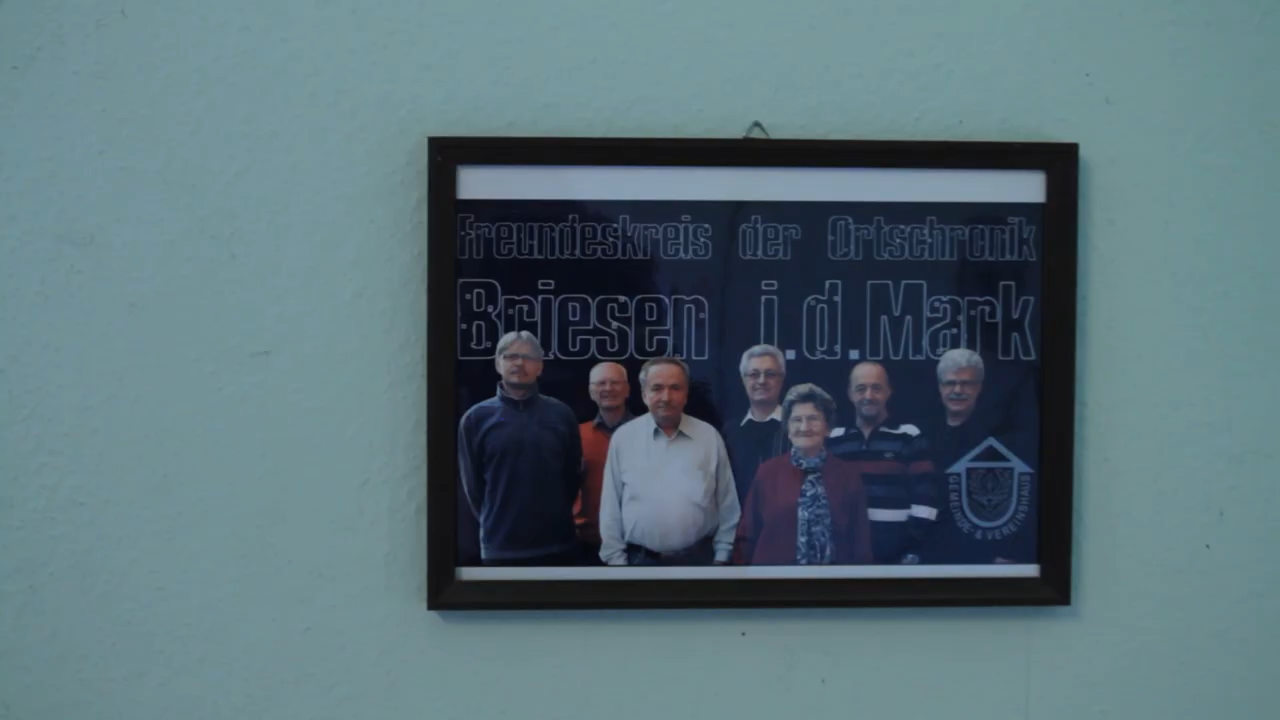 Freundeskreis der Ortschronik
Briesen i.d.Mark
GEMEINDE- & VEREINSHAUS